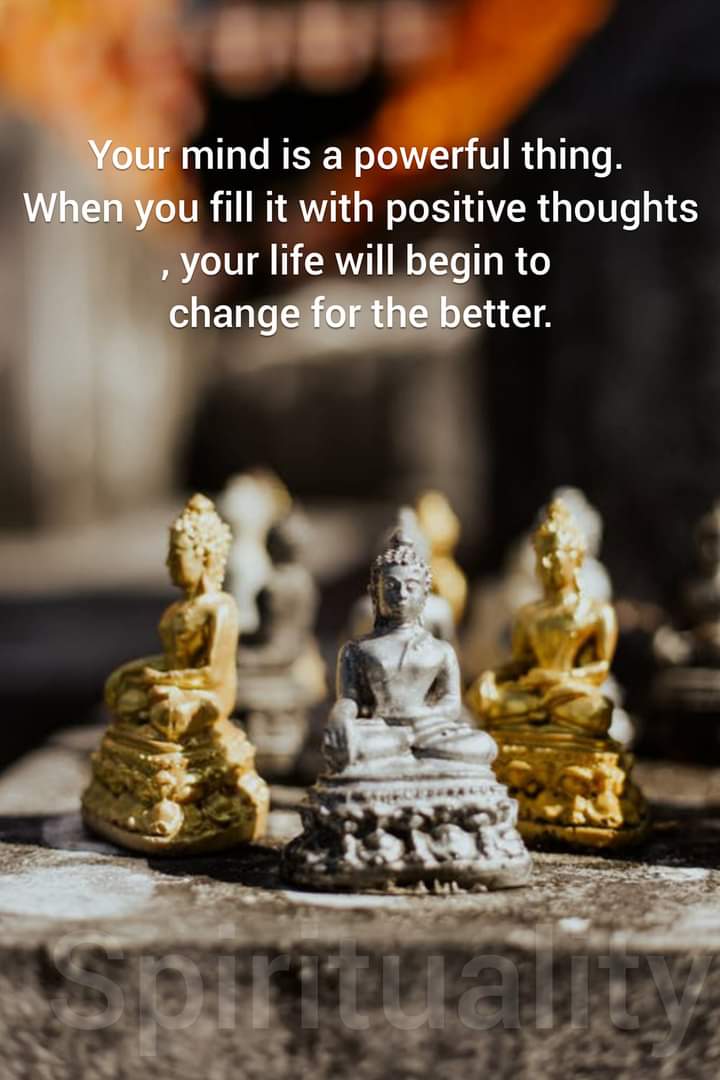 Your mind is a powerful thing.
When you fill it with positive thoughts
, your life will begin to
change for the better.
Spirituality